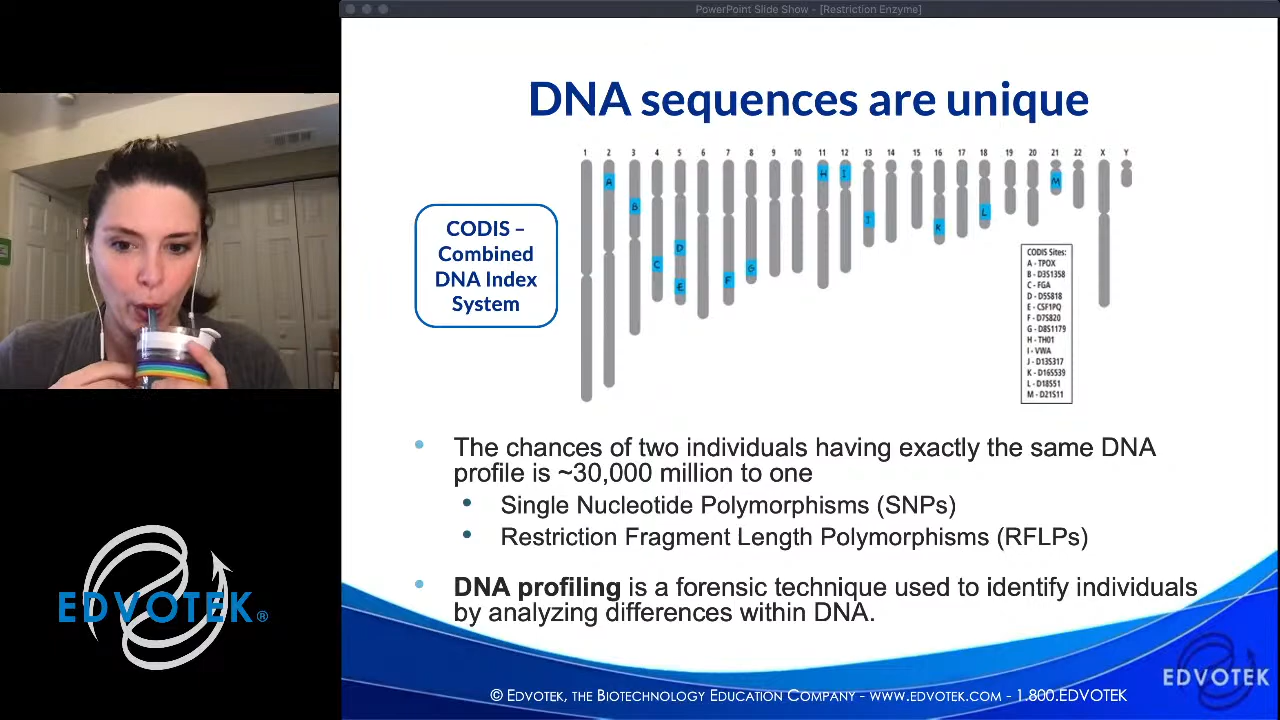 PowerPoint Slide Show - [Restriction Enzyme]
DNA sequences are unique
1 2 3 4 5 6 7 8 9 10 11 12 13 14 15 16 17 18 19 20 21 22 X Y
A
B
C
D
E
F
G
H
I
J
K
L
M
CODIS –
Combined
DNA Index
System
CODIS Sites:
A - TPOX
B - D3S1358
C - FGA
D - D5S818
E - CSF1PQ
F - D7S820
G - D8S1179
H - TH01
I - VWA
J - D13S317
K - D16S539
L - D18S51
M - D21S11
• The chances of two individuals having exactly the same DNA
profile is ~30,000 million to one
• Single Nucleotide Polymorphisms (SNPs)
• Restriction Fragment Length Polymorphisms (RFLPs)
• DNA profiling is a forensic technique used to identify individuals
by analyzing differences within DNA.
EDVOTEK®
EDVOTEK
© EDVOTEK, THE BIOTECHNOLOGY EDUCATION COMPANY - WWW.EDVOTEK.COM - 1.800.EDVOTEK